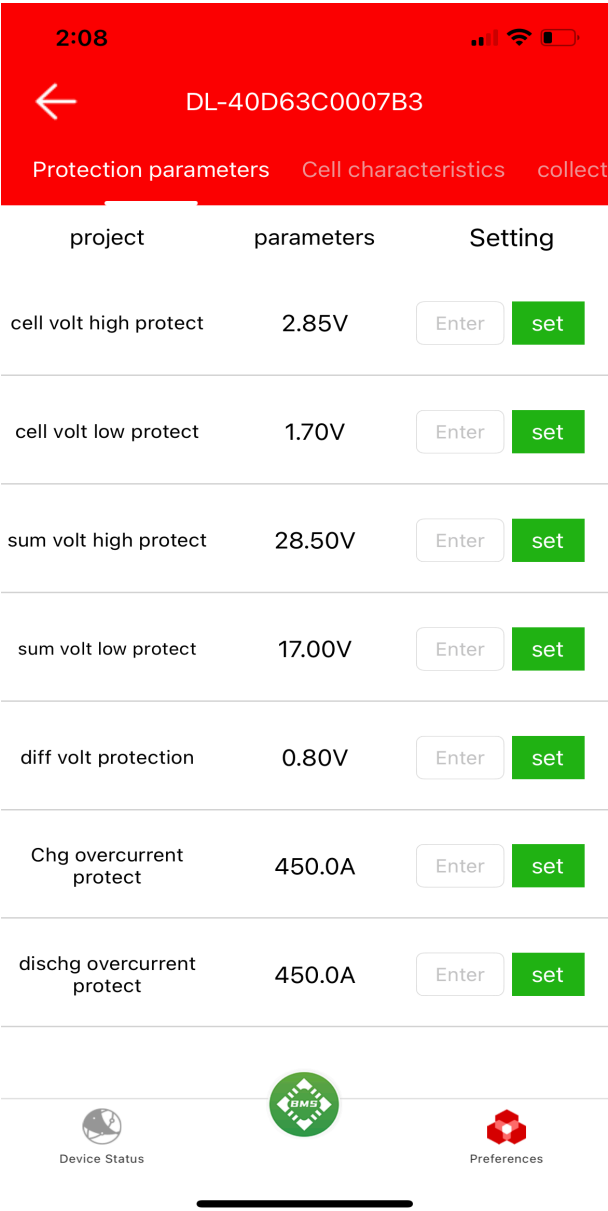 2:08
DL-40D63C0007B3
Protection parameters Cell characteristics collect
project parameters Setting
cell volt high protect 2.85V Enter set
cell volt low protect 1.70V Enter set
sum volt high protect 28.50V Enter set
sum volt low protect 17.00V Enter set
diff volt protection 0.80V Enter set
Chg overcurrent
protect 450.0A Enter set
dischg overcurrent
protect 450.0A Enter set
BMS
Device Status Preferences